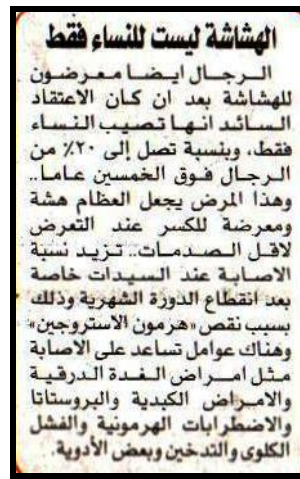 الهشاشة ليست للنساء فقط
الرجال ايضا معرضون
للهشاشة بعد ان كان الاعتقاد
السائد انها تصيب النساء
فقط، وبنسبة تصل إلى ٢٠٪ من
الرجال فوق الخمسين عاما..
وهذا المرض يجعل العظام هشة
ومعرضة للكسر عند التعرض
لاقل الصدمات.. تزيد نسبة
الاصابة عند السيدات خاصة
بعد انقطاع الدورة الشهرية وذلك
بسبب نقص «هرمون الاستروجين»
وهناك عوامل تساعد على الاصابة
مثل امراض الغدة الدرقية
والامراض الكبدية والبروستاتا
والاضطرابات الهرمونية والفشل
الكلوى والتدخين وبعض الأدوية.